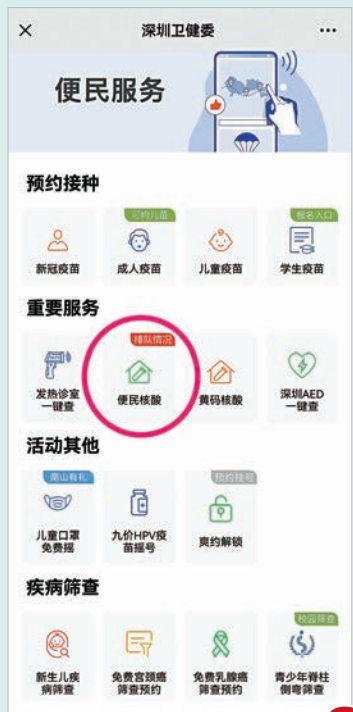 深圳卫健委
便民服务
预约接种
可约儿苗
报名入口
新冠疫苗
成人疫苗
儿童疫苗
学生疫苗
重要服务
排队情况
发热诊室
一键查
便民核酸
黄码核酸
深圳AED
一键查
活动其他
南山有礼
预约挂号
儿童口罩
免费摇
九价HPV疫
苗摇号
爽约解锁
疾病筛查
校园筛查
新生儿疾
病筛查
免费宫颈癌
筛查预约
免费乳腺癌
筛查预约
青少年脊柱
侧弯筛查